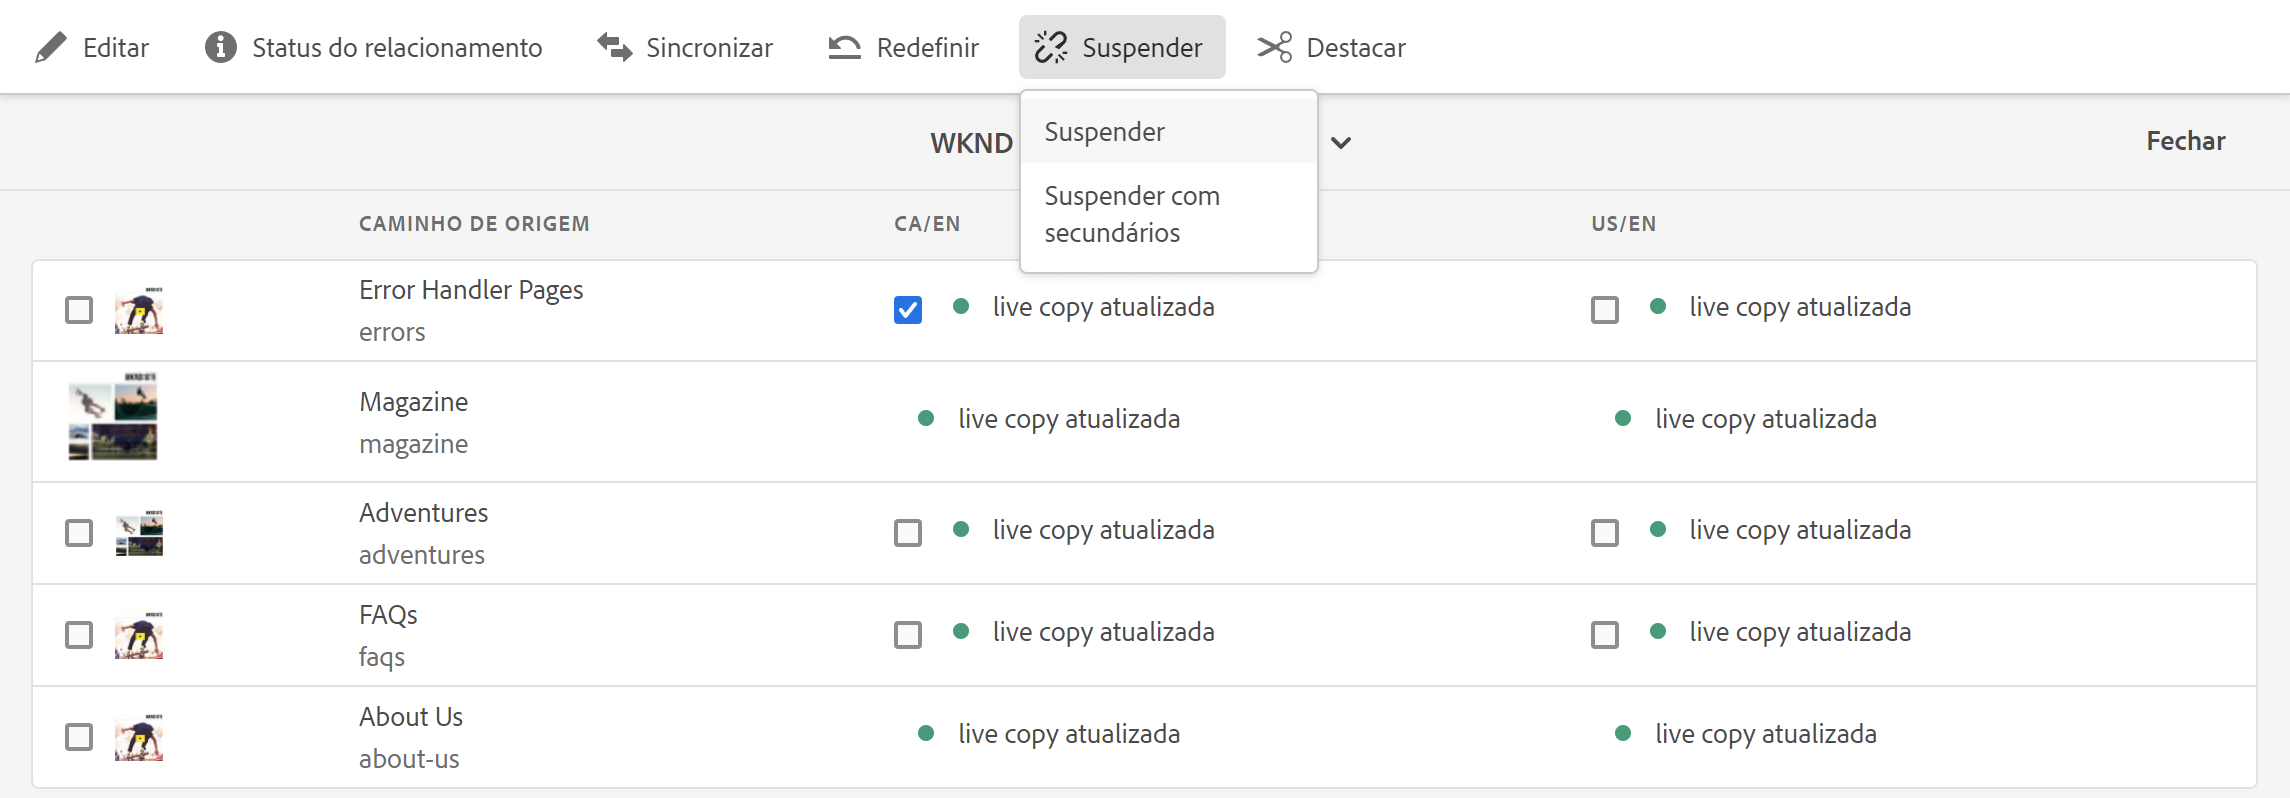 Editar
Status do relacionamento
Sincronizar
Redefinir
Suspender
Destacar
WKND
Suspender
Fechar
Suspender com
secundários
CAMINHO DE ORIGEM
CA/EN
US/EN
Error Handler Pages
errors
live copy atualizada
live copy atualizada
Magazine
magazine
live copy atualizada
live copy atualizada
Adventures
adventures
live copy atualizada
live copy atualizada
FAQs
faqs
live copy atualizada
live copy atualizada
About Us
about-us
live copy atualizada
live copy atualizada